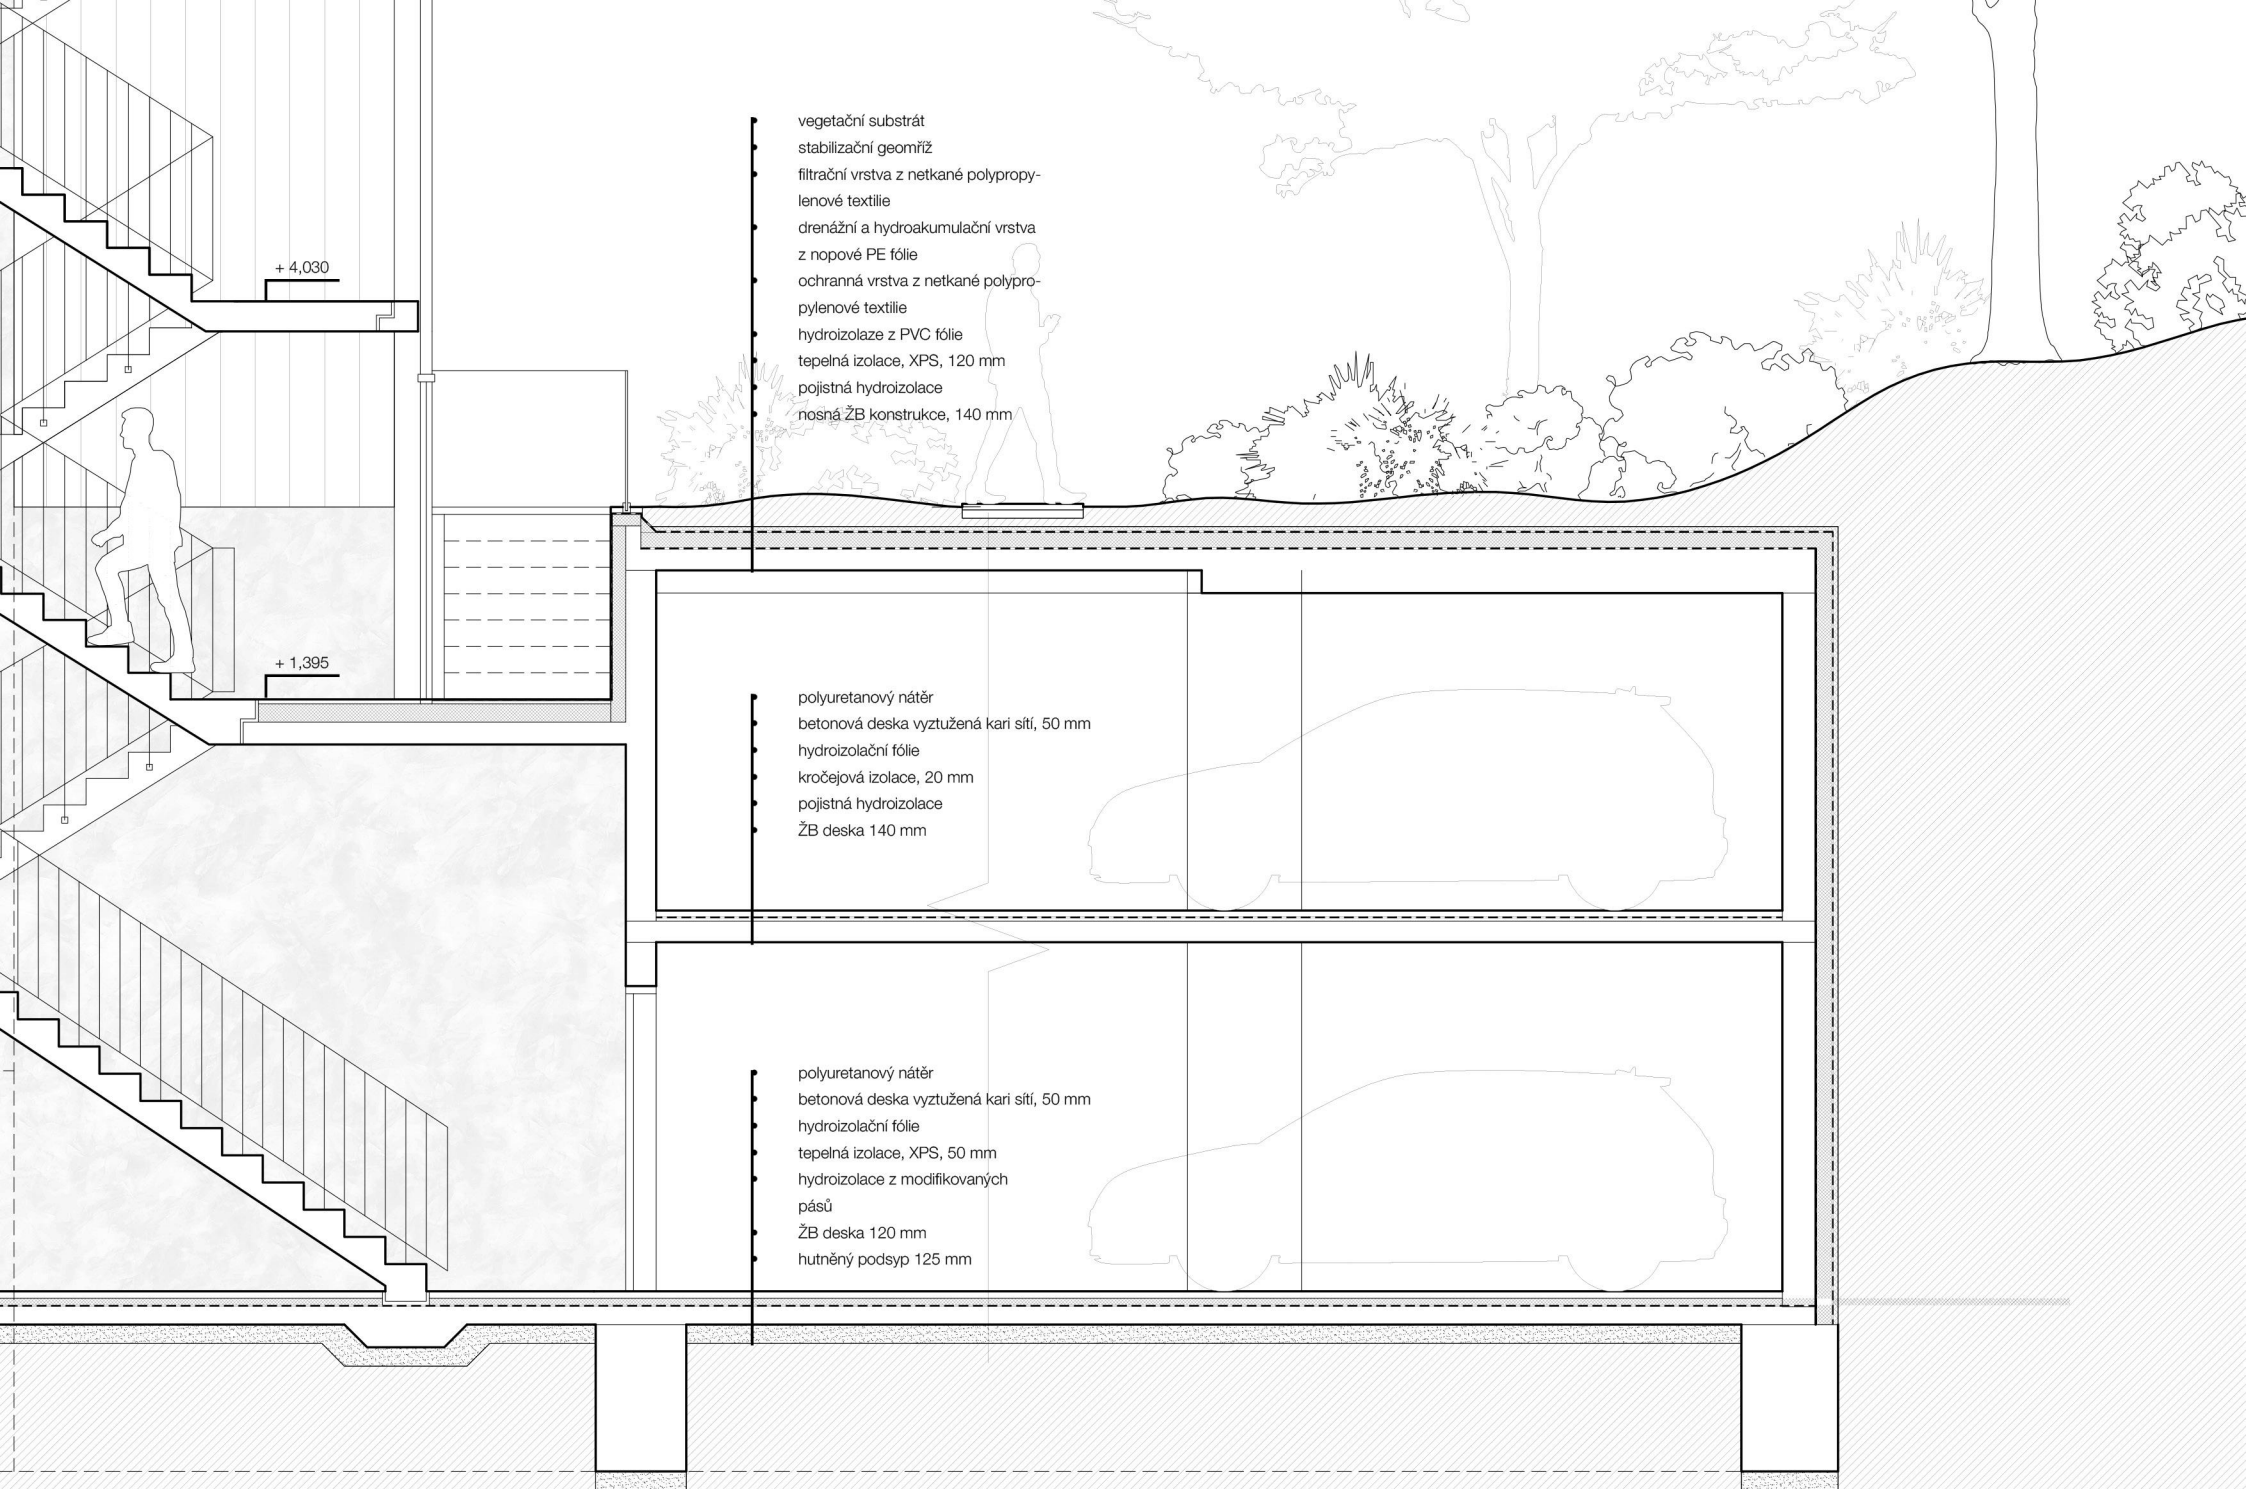 vegetační substrát
stabilizační geomříž
filtrační vrstva z netkané polypropy-
lenové textilie
drenážní a hydroakumulační vrstva
z nopové PE fólie
ochranná vrstva z netkané polypro-
pylenové textilie
hydroizolaze z PVC fólie
tepelná izolace, XPS, 120 mm
pojistná hydroizolace
nosná ŽB konstrukce, 140 mm
+ 4,030
+ 1,395
polyuretanový nátěr
betonová deska vyztužená kari sítí, 50 mm
hydroizolační fólie
kročejová izolace, 20 mm
pojistná hydroizolace
ŽB deska 140 mm
polyuretanový nátěr
betonová deska vyztužená kari sítí, 50 mm
hydroizolační fólie
tepelná izolace, XPS, 50 mm
hydroizolace z modifikovaných
pásů
ŽB deska 120 mm
hutněný podsyp 125 mm